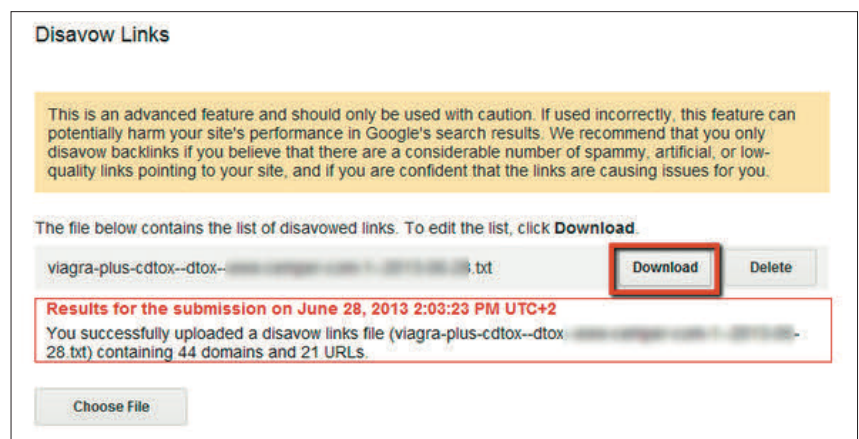 Disavow Links
This is an advanced feature and should only be used with caution. If used incorrectly, this feature can
potentially harm your site's performance in Google's search results. We recommend that you only
disavow backlinks if you believe that there are a considerable number of spammy, artificial, or low-
quality links pointing to your site, and if you are confident that the links are causing issues for you.
The file below contains the list of disavowed links. To edit the list, click Download.
viagra-plus-cdtox--dtox-- .txt Download Delete
Results for the submission on June 28, 2013 2:03:23 PM UTC+2
You successfully uploaded a disavow links file (viagra-plus-cdtox--dtox -
28.txt) containing 44 domains and 21 URLs.
Choose File